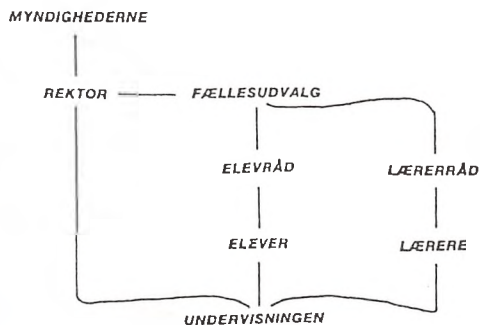 MYNDIGHEDERNE
REKTOR
FÆLLESUDVALG
ELEVRÅD
LÆRERRÅD
ELEVER
LÆRERE
UNDERVISNINGEN